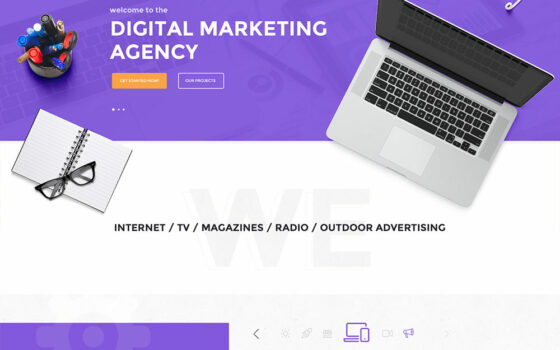 welcome to the
DIGITAL MARKETING
AGENCY
GET STARTED NOW!
OUR PROJECTS
WE
INTERNET / TV / MAGAZINES / RADIO / OUTDOOR ADVERTISING